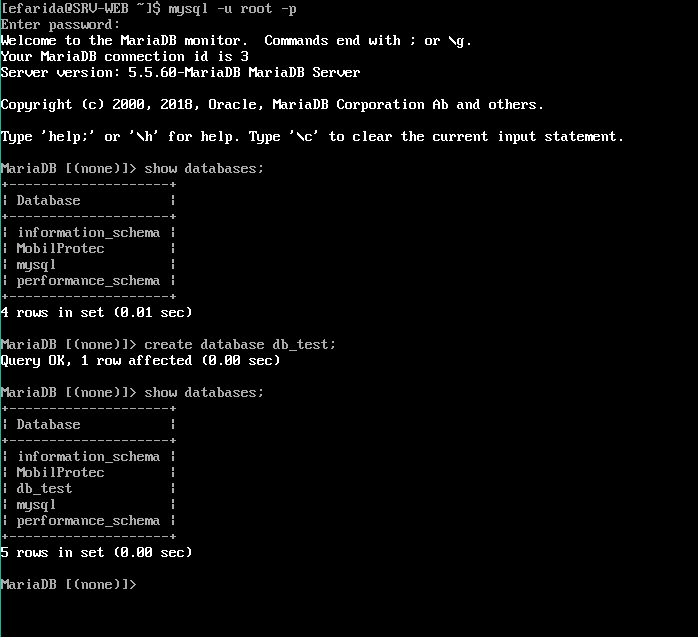 [efarida@SRV-WEB ~]$ mysql -u root -p
Enter password:
Welcome to the MariaDB monitor.  Commands end with ; or \g.
Your MariaDB connection id is 3
Server version: 5.5.60-MariaDB MariaDB Server

Copyright (c) 2000, 2018, Oracle, MariaDB Corporation Ab and others.

Type 'help;' or '\h' for help. Type '\c' to clear the current input statement.

MariaDB [(none)]> show databases;
+--------------------+
| Database           |
+--------------------+
| information_schema |
| MobilProtec        |
| mysql              |
| performance_schema |
+--------------------+
4 rows in set (0.01 sec)

MariaDB [(none)]> create database db_test;
Query OK, 1 row affected (0.00 sec)

MariaDB [(none)]> show databases;
+--------------------+
| Database           |
+--------------------+
| information_schema |
| MobilProtec        |
| db_test            |
| mysql              |
| performance_schema |
+--------------------+
5 rows in set (0.00 sec)

MariaDB [(none)]>